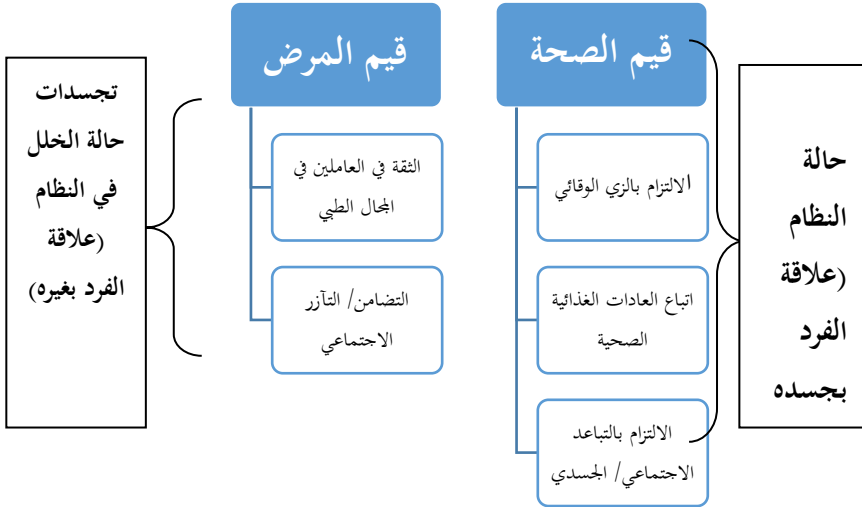 قيم الصحة
قيم المرض
حالة
النظام
(علاقة
الفرد
بجسده
الالتزام بالزي الوقائي
اتباع العادات الغذائية
الصحية
الالتزام بالتباعد
الاجتماعي/ الجسدي
الثقة في العاملين في
المجال الطبي
التضامن/ التآزر
الاجتماعي
تجسدات
حالة الخلل
في النظام
(علاقة
الفرد بغيره)